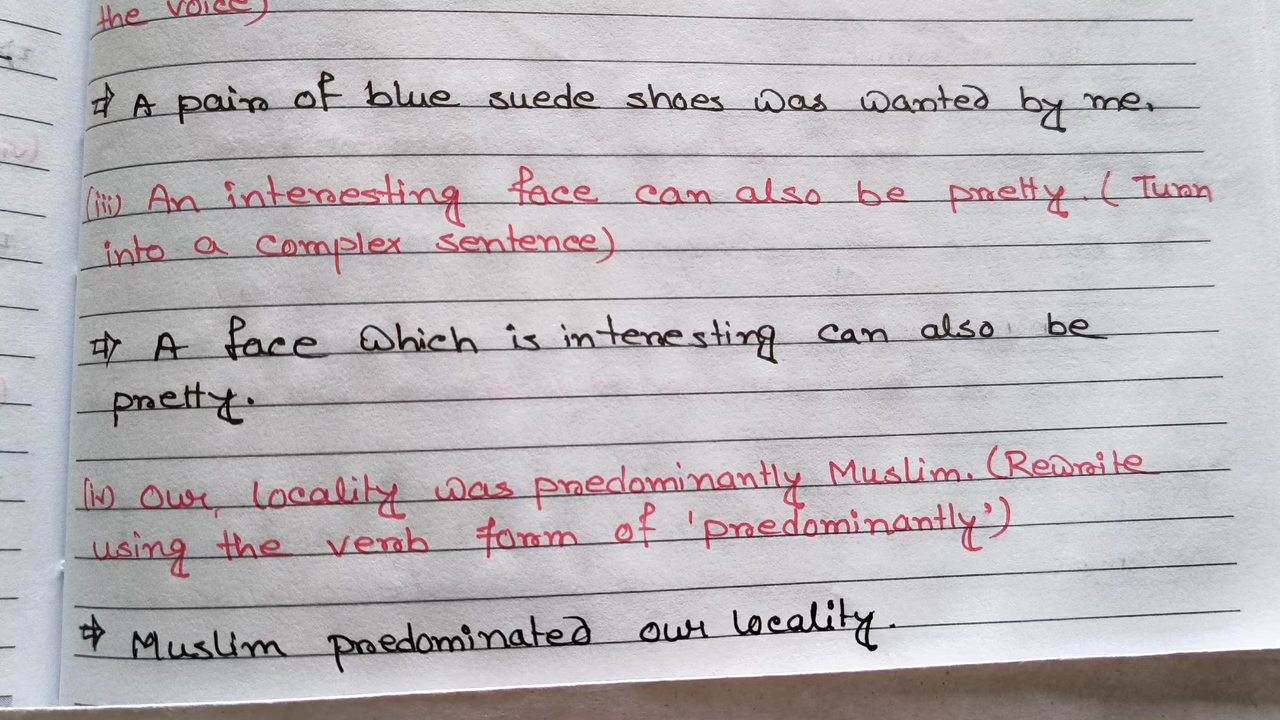 the voice)
⇒ A pair of blue suede shoes was wanted by me.
(iii) An interesting face can also be pretty. (Turn
into a complex sentence)
⇒ A face which is interesting can also be
pretty.
(iv) Our locality was predominantly Muslim. (Rewrite
using the verb form of 'predominantly')
⇒ Muslim predominated our locality.